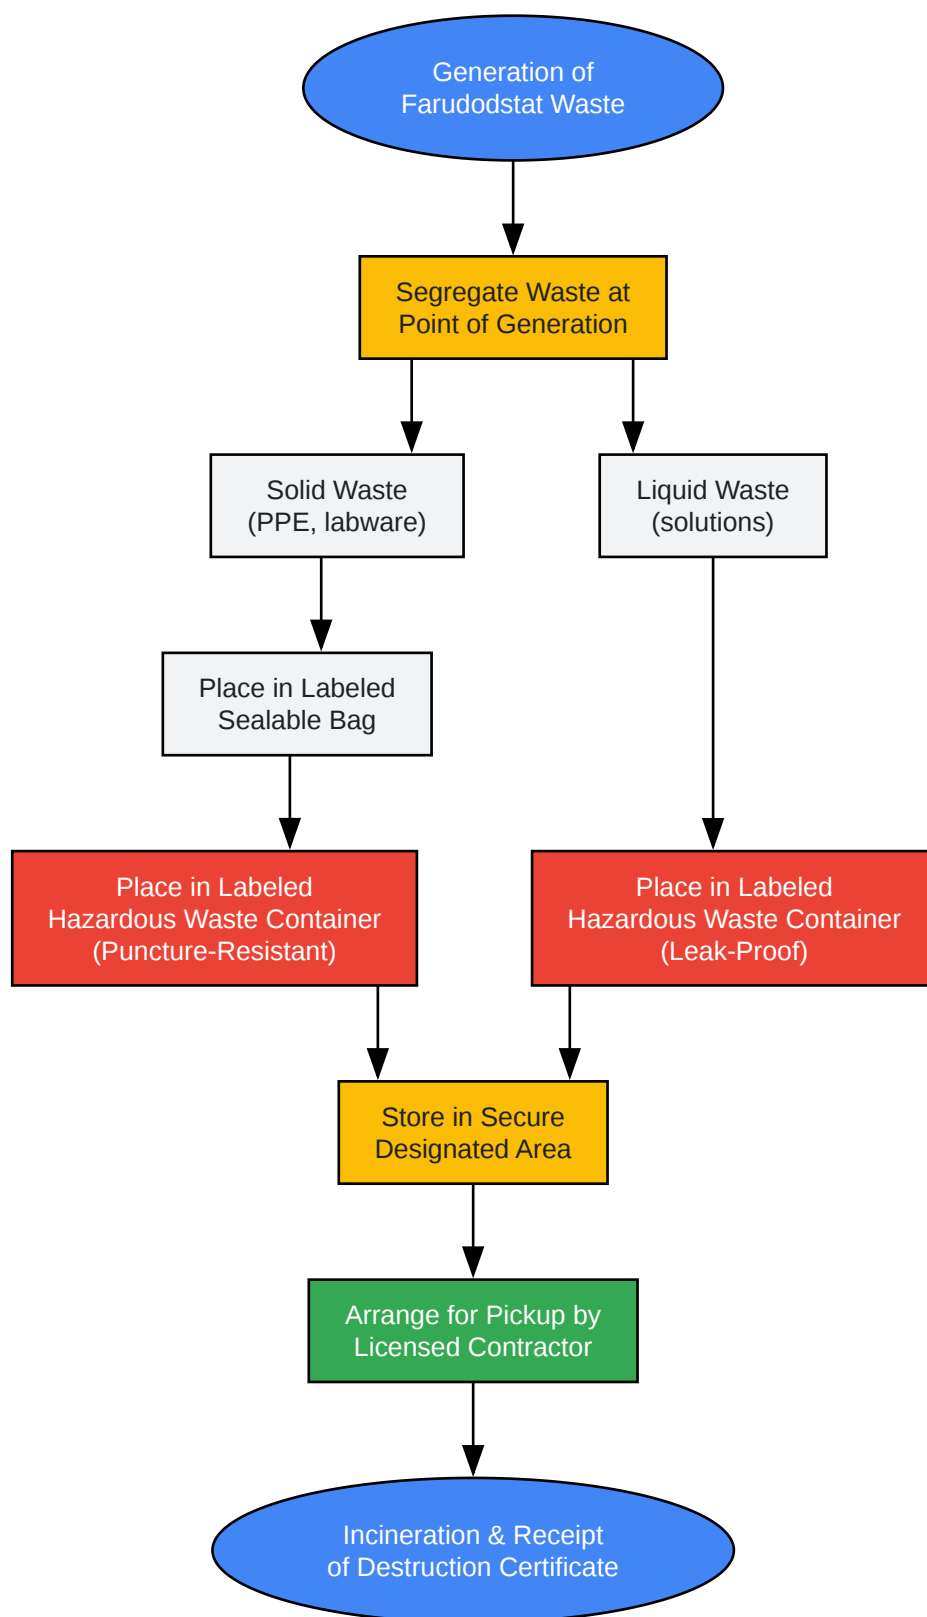 Generation of
Farudodstat Waste
Segregate Waste at
Point of Generation
Solid Waste
(PPE, labware)
Liquid Waste
(solutions)
Place in Labeled
Sealable Bag
Place in Labeled
Hazardous Waste Container
(Puncture-Resistant)
Place in Labeled
Hazardous Waste Container
(Leak-Proof)
Store in Secure
Designated Area
Arrange for Pickup by
Licensed Contractor
Incineration & Receipt
of Destruction Certificate